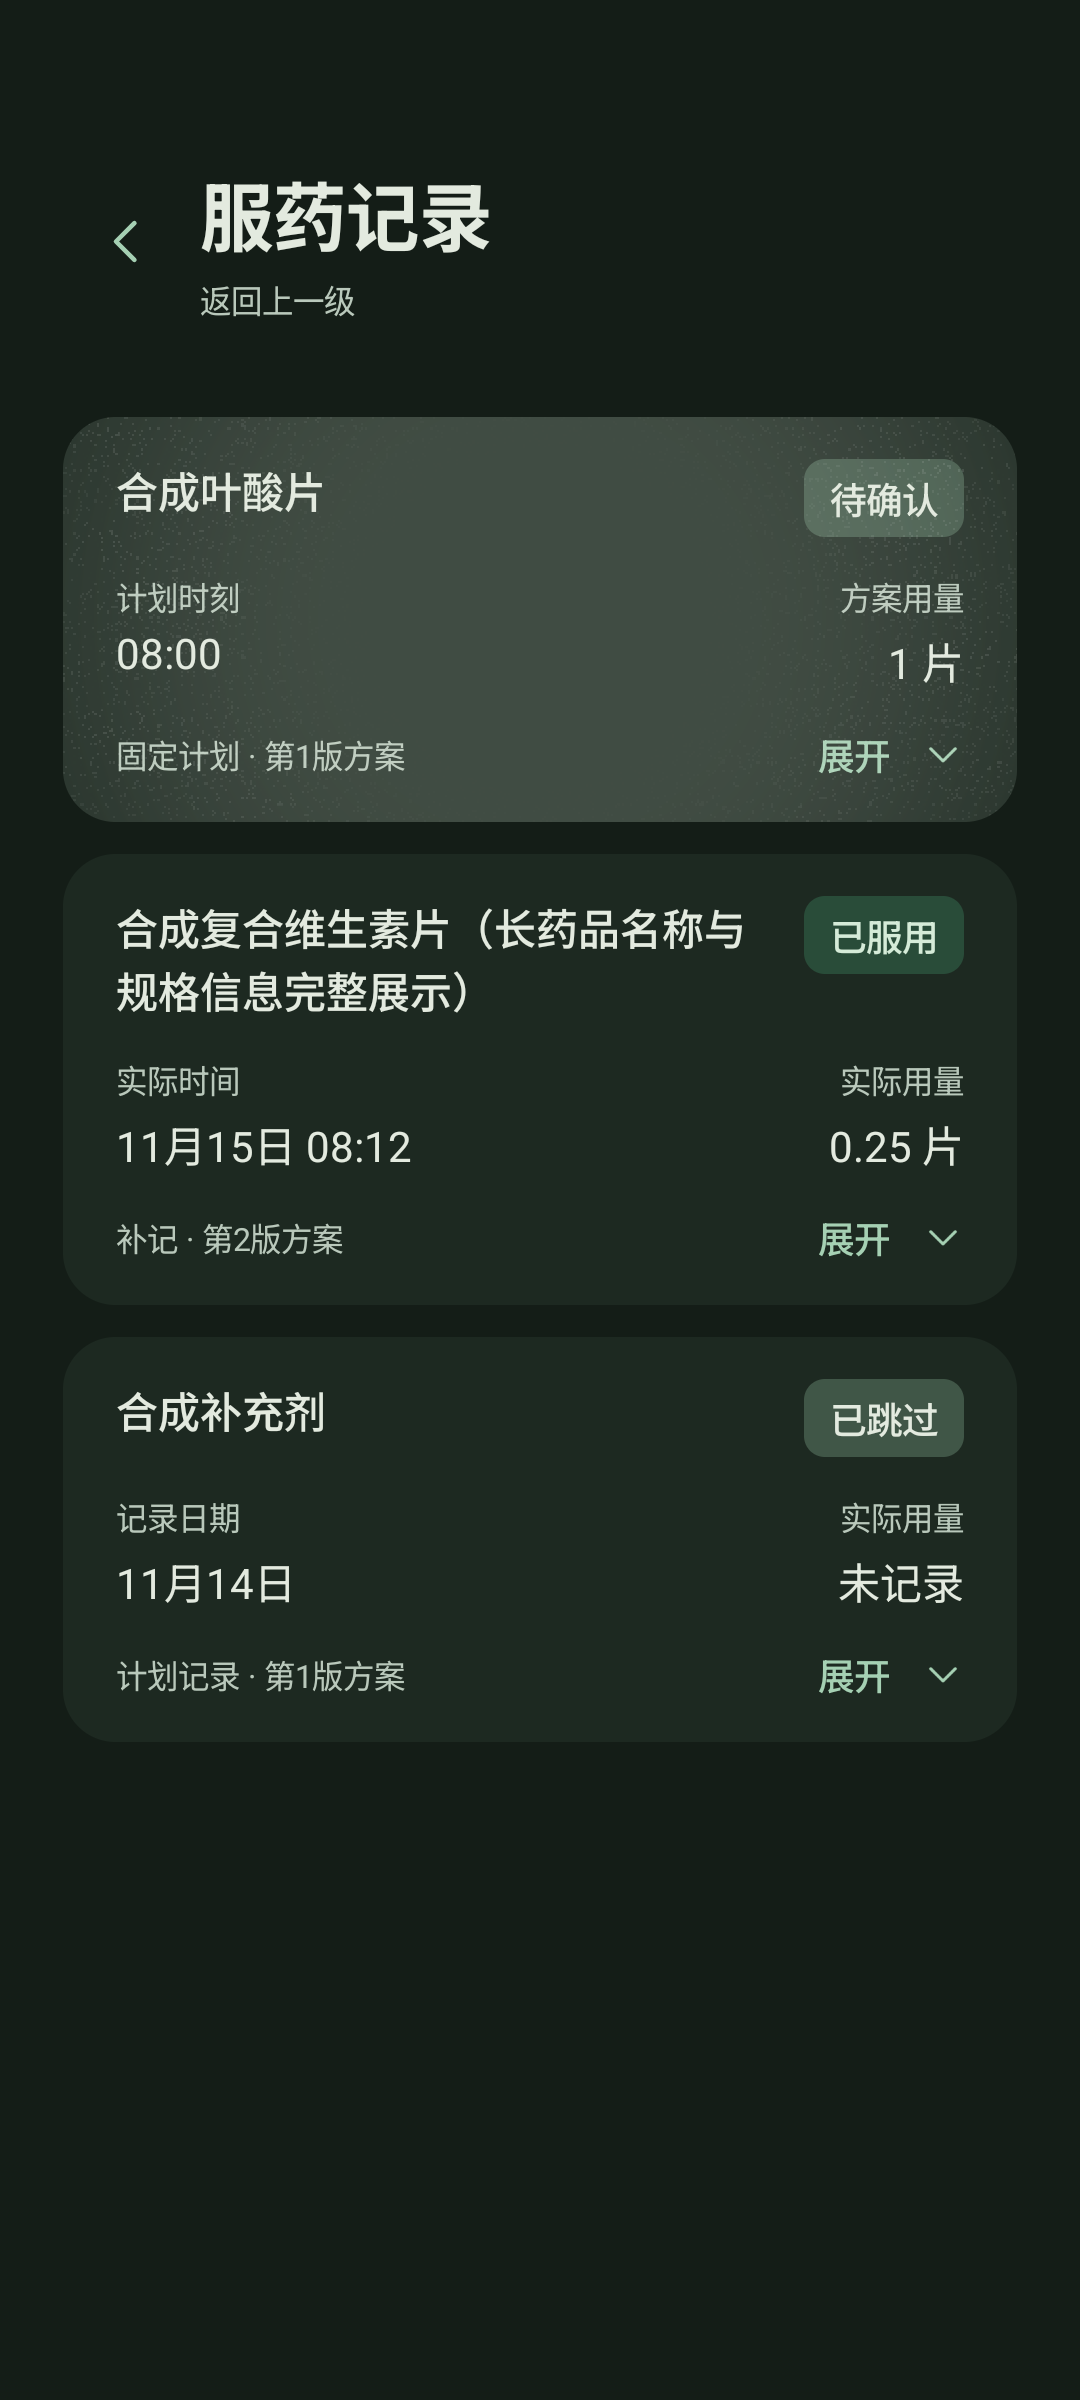 服药记录
返回上一级
合成叶酸片
待确认
计划时刻
方案用量
08:00
1 片
固定计划 · 第1版方案
展开
合成复合维生素片（长药品名称与
规格信息完整展示）
已服用
实际时间
实际用量
11月15日 08:12
0.25 片
补记 · 第2版方案
展开
合成补充剂
已跳过
记录日期
实际用量
11月14日
未记录
计划记录 · 第1版方案
展开